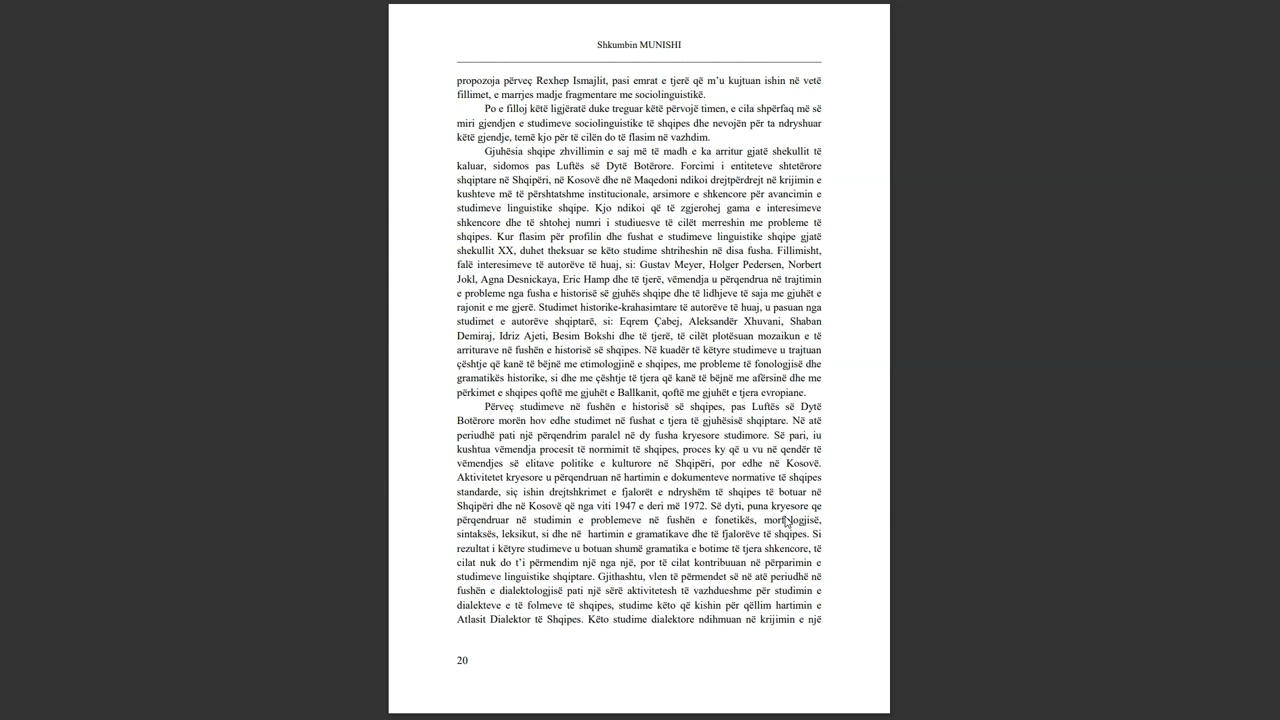 Shkumbin MUNISHI
propozoja përveç Rexhep Ismajlit, pasi emrat e tjerë që m’u kujtuan ishin në vetë
fillimet, e marrjes madje fragmentare me sociolinguistikë.
Po e filloj këtë ligjëratë duke treguar këtë përvojë timen, e cila shpërfaq më së
miri gjendjen e studimeve sociolinguistike të shqipes dhe nevojën për ta ndryshuar
këtë gjendje, temë kjo për të cilën do të flasim në vazhdim.
Gjuhësia shqipe zhvillimin e saj më të madh e ka arritur gjatë shekullit të
kaluar, sidomos pas Luftës së Dytë Botërore. Forcimi i entiteteve shtetërore
shqiptare në Shqipëri, në Kosovë dhe në Maqedoni ndikoi drejtpërdrejt në krijimin e
kushteve më të përshtatshme institucionale, arsimore e shkencore për avancimin e
studimeve linguistike shqipe. Kjo ndikoi që të zgjerohej gama e interesimeve
shkencore dhe të shtohej numri i studiuesve të cilët merreshin me probleme të
shqipes. Kur flasim për profilin dhe fushat e studimeve linguistike shqipe gjatë
shekullit XX, duhet theksuar se këto studime shtriheshin në disa fusha. Fillimisht,
falë interesimeve të autorëve të huaj, si: Gustav Meyer, Holger Pedersen, Norbert
Jokl, Agna Desnickaya, Eric Hamp dhe të tjerë, vëmendja u përqendrua në trajtimin
e probleme nga fusha e historisë së gjuhës shqipe dhe të lidhjeve të saja me gjuhët e
rajonit e me gjerë. Studimet historike-krahasimtare të autorëve të huaj, u pasuan nga
studimet e autorëve shqiptarë, si: Eqrem Çabej, Aleksandër Xhuvani, Shaban
Demiraj, Idriz Ajeti, Besim Bokshi dhe të tjerë, të cilët plotësuan mozaikun e të
arriturave në fushën e historisë së shqipes. Në kuadër të këtyre studimeve u trajtuan
çështje që kanë të bëjnë me etimologjinë e shqipes, me probleme të fonologjisë dhe
gramatikës historike, si dhe me çështje të tjera që kanë të bëjnë me afërsinë dhe me
përkimet e shqipes qoftë me gjuhët e Ballkanit, qoftë me gjuhët e tjera evropiane.
Përveç studimeve në fushën e historisë së shqipes, pas Luftës së Dytë
Botërore morën hov edhe studimet në fushat e tjera të gjuhësisë shqiptare. Në atë
periudhë pati një përqendrim paralel në dy fusha kryesore studimore. Së pari, iu
kushtua vëmendja procesit të normimit të shqipes, proces ky që u vu në qendër të
vëmendjes së elitave politike e kulturore në Shqipëri, por edhe në Kosovë.
Aktivitetet kryesore u përqendruan në hartimin e dokumenteve normative të shqipes
standarde, siç ishin drejtshkrimet e fjalorët e ndryshëm të shqipes të botuar në
Shqipëri dhe në Kosovë që nga viti 1947 e deri më 1972. Së dyti, puna kryesore qe
përqendruar në studimin e problemeve në fushën e fonetikës, morfologjisë,
sintaksës, leksikut, si dhe në hartimin e gramatikave dhe të fjalorëve të shqipes. Si
rezultat i këtyre studimeve u botuan shumë gramatika e botime të tjera shkencore, të
cilat nuk do t’i përmendim një nga një, por të cilat kontribuuan në përparimin e
studimeve linguistike shqiptare. Gjithashtu, vlen të përmendet së në atë periudhë në
fushën e dialektologjisë pati një sërë aktivitetesh të vazhdueshme për studimin e
dialekteve e të folmeve të shqipes, studime këto që kishin për qëllim hartimin e
Atlasit Dialektor të Shqipes. Këto studime dialektore ndihmuan në krijimin e një
20